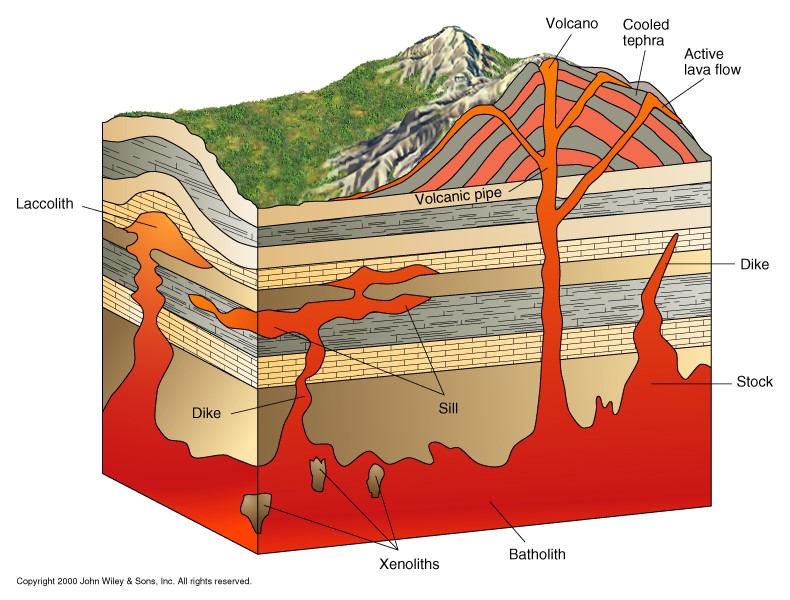 Volcano
Cooled
tephra
Active
lava flow
Laccolith
Volcanic pipe
Dike
Stock
Dike
Sill
Xenoliths
Batholith
Copyright 2000 John Wiley & Sons, Inc. All rights reserved.